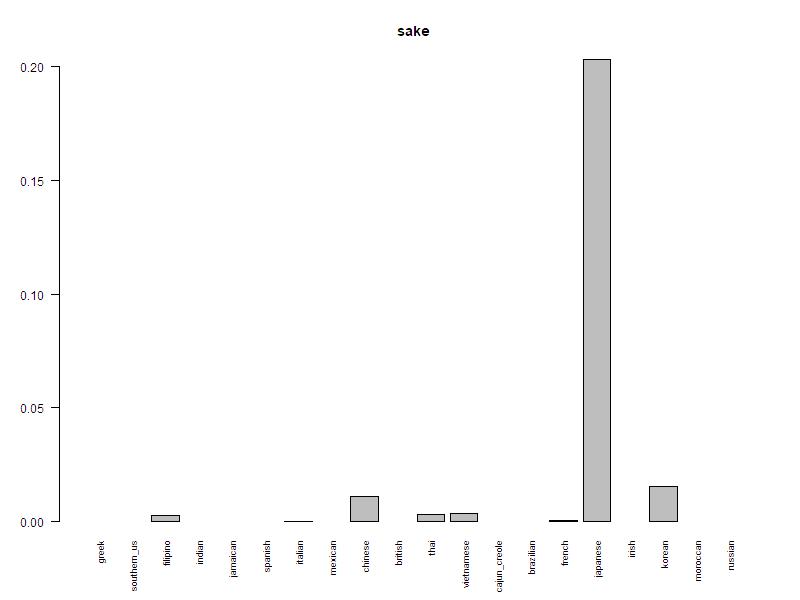 sake
0.20
0.15
0.10
0.05
0.00
greek
southern_us
filipino
indian
jamaican
spanish
italian
mexican
chinese
british
thai
vietnamese
cajun_creole
brazilian
french
japanese
irish
korean
moroccan
russian